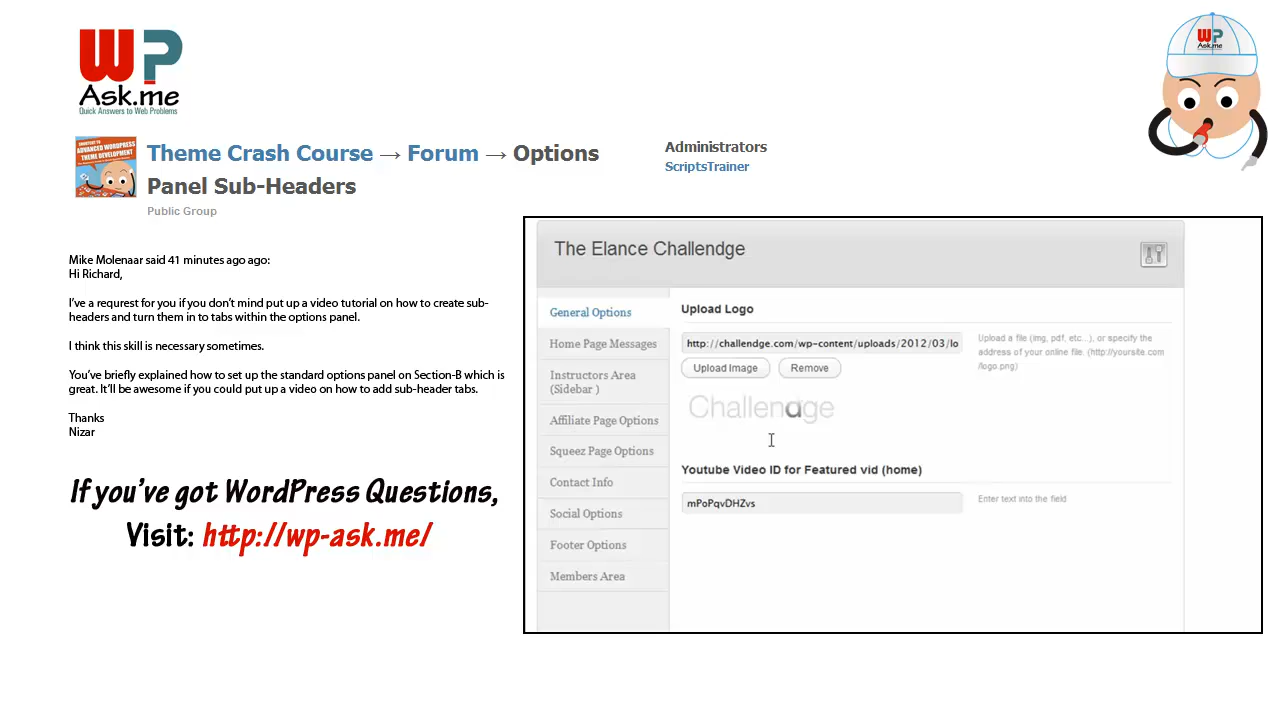 WP
Ask.me
Quick Answers to Web Problems
WP
Ask.me
ADVANCED WORDPRESS
THEME DEVELOPMENT
Theme Crash Course → Forum → Options
Panel Sub-Headers
Public Group
Administrators
ScriptsTrainer
Mike Molenaar said 41 minutes ago ago:
Hi Richard,
I've a requrest for you if you don't mind put up a video tutorial on how to create sub-
headers and turn them in to tabs within the options panel.
I think this skill is necessary sometimes.
You've briefly explained how to set up the standard options panel on Section-B which is
great. It'll be awesome if you could put up a video on how to add sub-header tabs.
Thanks
Nizar
If you've got WordPress Questions,
Visit: http://wp-ask.me/
The Elance Challendge
General Options
Home Page Messages
Instructors Area
(Sidebar )
Affiliate Page Options
Squeez Page Options
Contact Info
Social Options
Footer Options
Members Area
Upload Logo
http://challendge.com/wp-content/uploads/2012/03/lo
Upload Image
Remove
Upload a file (img, pdf, etc...), or specify the
address of your online file. (http://yoursite.com
/logo.png)
Challendge
Youtube Video ID for Featured vid (home)
mPoPqvDHZvs
Enter text into the field